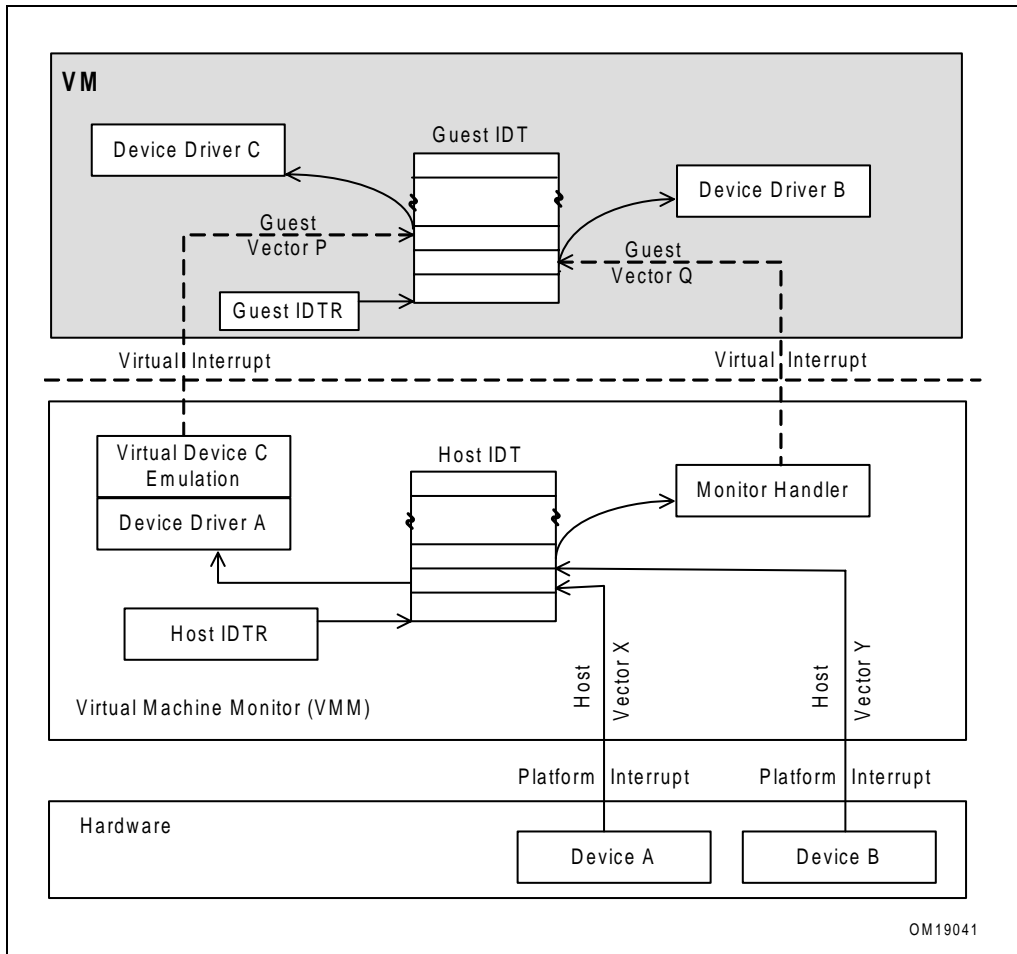 VM
Guest IDT
Device Driver C
Device Driver B
Guest
Vector P
Guest
Vector Q
Guest IDTR
Virtual Interrupt
Virtual Interrupt
Virtual Device C
Emulation
Host IDT
Monitor Handler
Device Driver A
Host IDTR
Host
Vector X
Host
Vector Y
Virtual Machine Monitor (VMM)
Platform Interrupt
Platform Interrupt
Hardware
Device A
Device B
OM19041